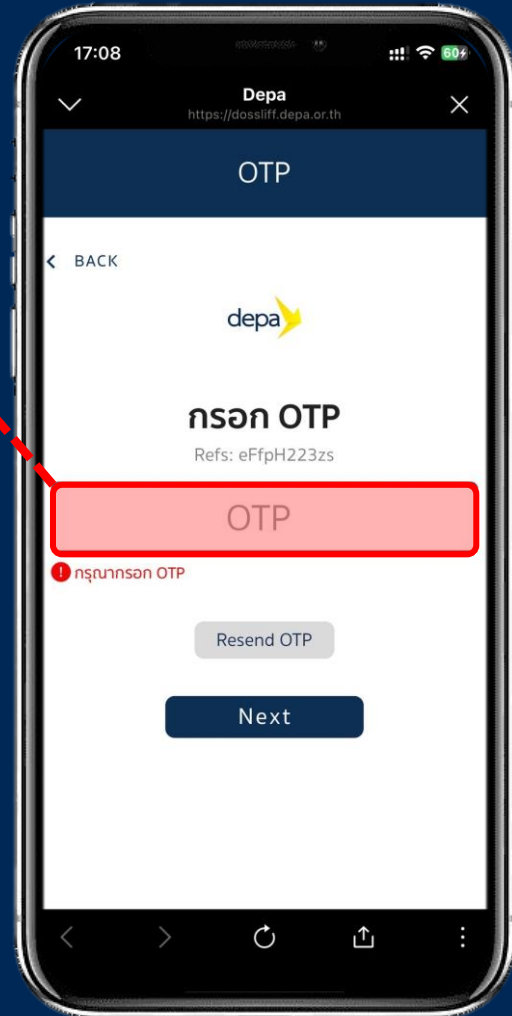 17:08
60
Depa
https://dossliff.depa.or.th
OTP
BACK
depa
กรอก OTP
Refs: eFfpH223zs
OTP
กรุณากรอก OTP
Resend OTP
Next